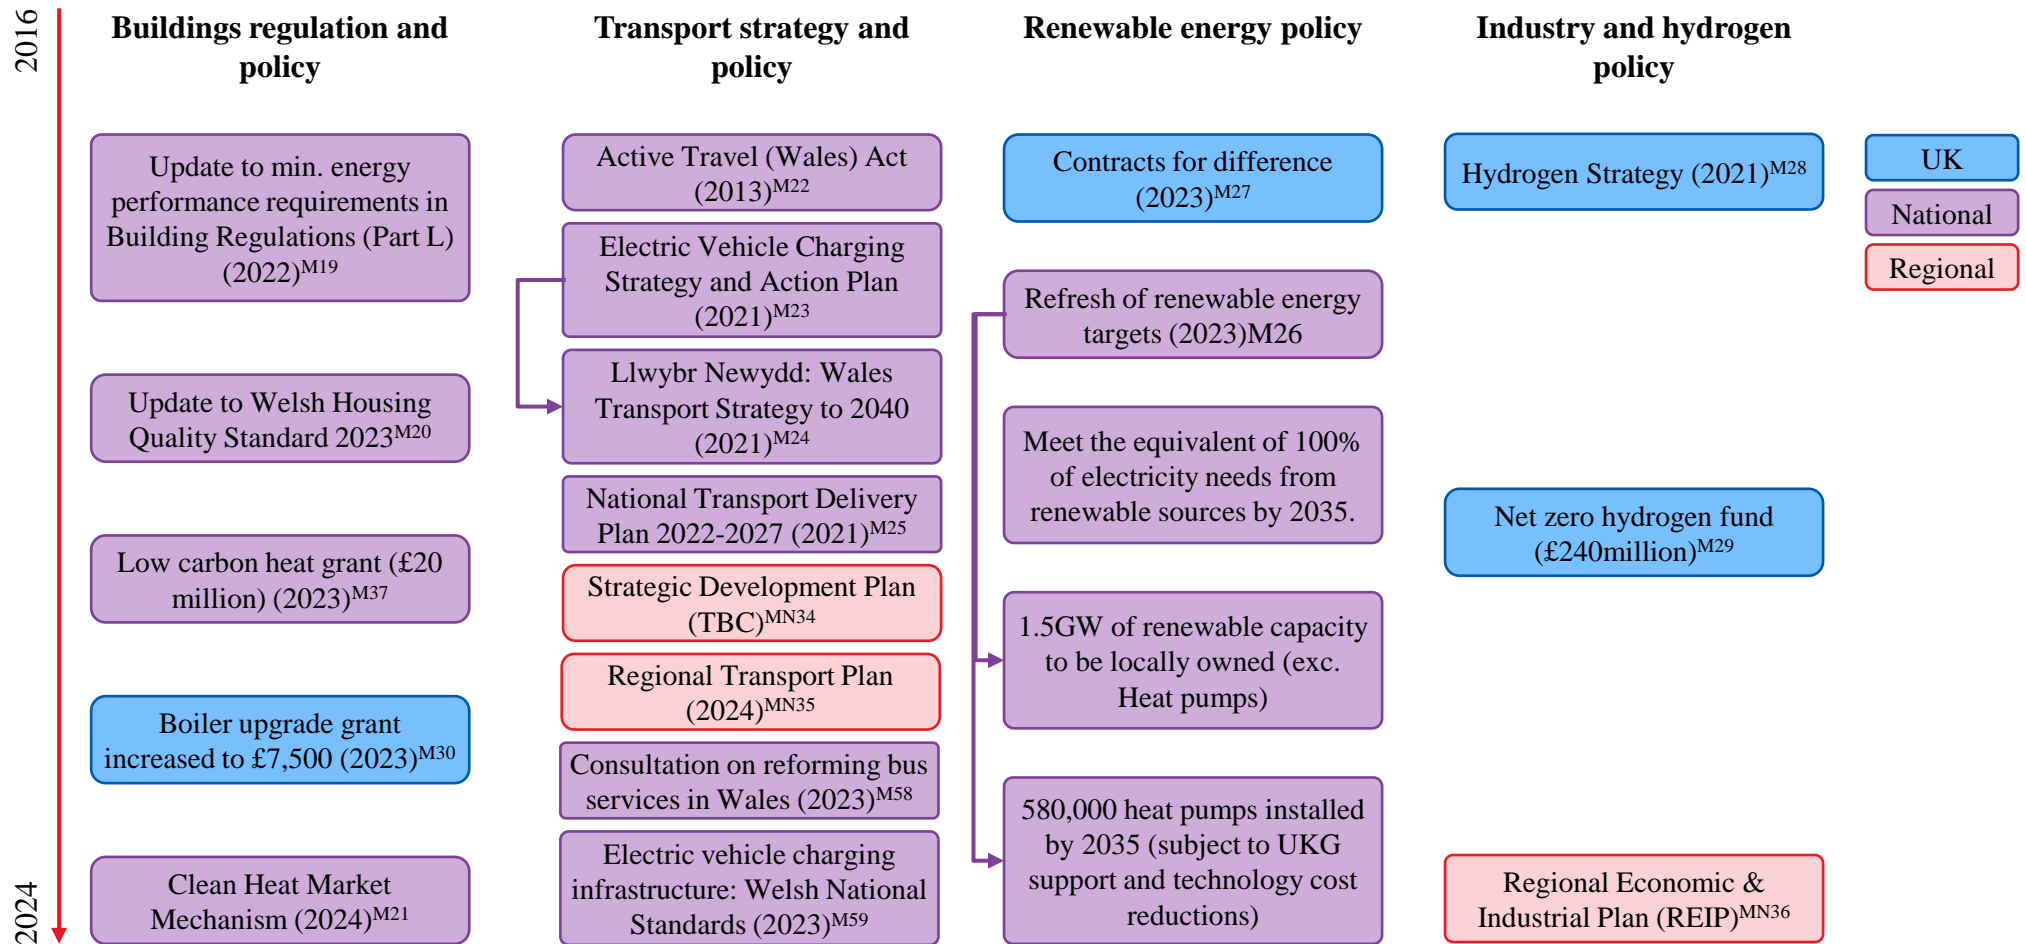 2016
2024
Buildings regulation and
policy
Update to min. energy
performance requirements in
Building Regulations (Part L)
(2022)M19
Update to Welsh Housing
Quality Standard 2023M20
Low carbon heat grant (£20
million) (2023)M37
Boiler upgrade grant
increased to £7,500 (2023)M30
Clean Heat Market
Mechanism (2024)M21
Transport strategy and
policy
Active Travel (Wales) Act
(2013)M22
Electric Vehicle Charging
Strategy and Action Plan
(2021)M23
Llwybr Newydd: Wales
Transport Strategy to 2040
(2021)M24
National Transport Delivery
Plan 2022-2027 (2021)M25
Strategic Development Plan
(TBC)MN34
Regional Transport Plan
(2024)MN35
Consultation on reforming bus
services in Wales (2023)M58
Electric vehicle charging
infrastructure: Welsh National
Standards (2023)M59
Renewable energy policy
Contracts for difference
(2023)M27
Refresh of renewable energy
targets (2023)M26
Meet the equivalent of 100%
of electricity needs from
renewable sources by 2035.
1.5GW of renewable capacity
to be locally owned (exc.
Heat pumps)
580,000 heat pumps installed
by 2035 (subject to UKG
support and technology cost
reductions)
Industry and hydrogen
policy
Hydrogen Strategy (2021)M28
Net zero hydrogen fund
(£240million)M29
Regional Economic &
Industrial Plan (REIP)MN36
UK
National
Regional